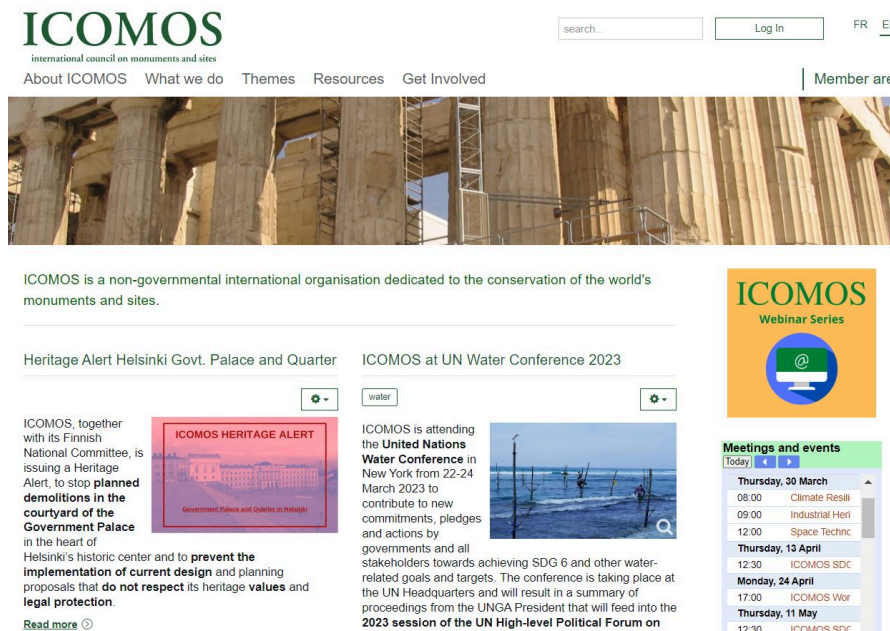 ICOMOS
international council on monuments and sites
search...
Log In
FR
About ICOMOS What we do Themes Resources Get Involved
Member
ICOMOS is a non-governmental international organisation dedicated to the conservation of the world's
monuments and sites.
Heritage Alert Helsinki Govt. Palace and Quarter
ICOMOS, together
with its Finnish
National Committee, is
issuing a Heritage
Alert, to stop planned
demolitions in the
courtyard of the
Government Palace
in the heart of
Helsinki's historic center and to prevent the
implementation of current design and planning
proposals that do not respect its heritage values and
legal protection.
Read more
ICOMOS HERITAGE ALERT
Government Palace and Quarter in Helsinki
ICOMOS at UN Water Conference 2023
water
ICOMOS is attending
the United Nations
Water Conference in
New York from 22-24
March 2023 to
contribute to new
commitments, pledges
and actions by
governments and all
stakeholders towards achieving SDG 6 and other water-
related goals and targets. The conference is taking place at
the UN Headquarters and will result in a summary of
proceedings from the UNGA President that will feed into the
2023 session of the UN High-level Political Forum on
ICOMOS
Webinar Series
@
Meetings and events
Today
Thursday, 30 March
08:00 Climate Resili
09:00 Industrial Heri
12:00 Space Techno
Thursday, 13 April
12:30 ICOMOS SDG
Monday, 24 April
17:00 ICOMOS Wor
Thursday, 11 May
12:30 ICOMOS SDG